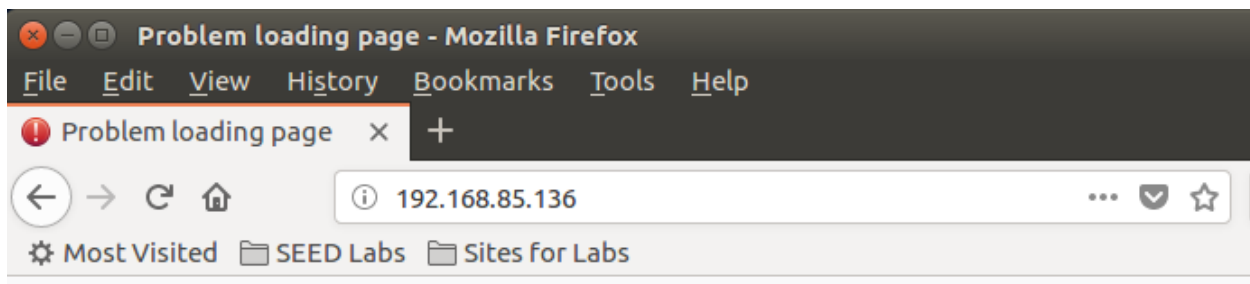 Problem loading page - Mozilla Firefox
File Edit View History Bookmarks Tools Help
Problem loading page
192.168.85.136
Most Visited SEED Labs Sites for Labs